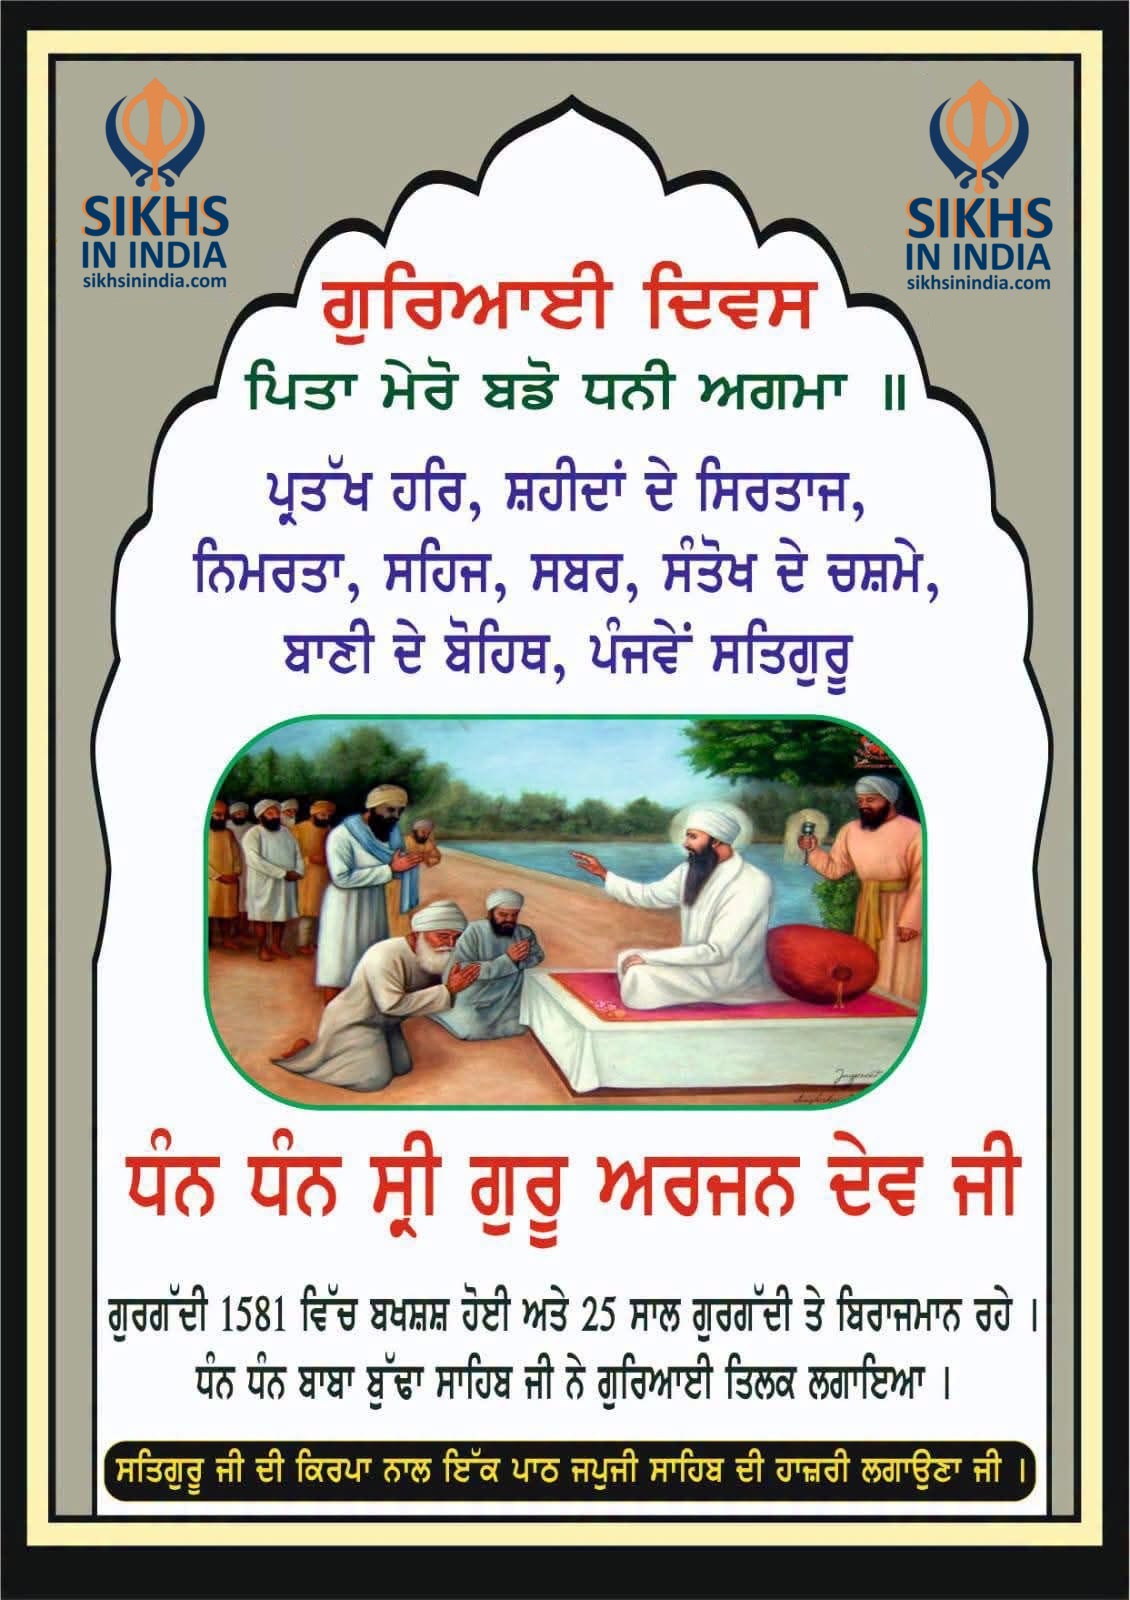 SIKHS
IN INDIA
sikhsinindia.com
SIKHS
IN INDIA
sikhsinindia.com
ਗੁਰਿਆਈ ਦਿਵਸ
ਪਿਤਾ ਮੇਰੋ ਬਡੋ ਧਨੀ ਅਗਮਾ ॥
ਪ੍ਰਤੱਖ ਹਰਿ, ਸ਼ਹੀਦਾਂ ਦੇ ਸਿਰਤਾਜ,
ਨਿਮਰਤਾ, ਸਹਿਜ, ਸਬਰ, ਸੰਤੋਖ ਦੇ ਚਸ਼ਮੇ,
ਬਾਣੀ ਦੇ ਬੋਹਿਥ, ਪੰਜਵੇਂ ਸਤਿਗੁਰੂ
ਧੰਨ ਧੰਨ ਸ੍ਰੀ ਗੁਰੂ ਅਰਜਨ ਦੇਵ ਜੀ
ਗੁਰਗੱਦੀ 1581 ਵਿੱਚ ਬਖਸ਼ਸ਼ ਹੋਈ ਅਤੇ 25 ਸਾਲ ਗੁਰਗੱਦੀ ਤੇ ਬਿਰਾਜਮਾਨ ਰਹੇ ।
ਧੰਨ ਧੰਨ ਬਾਬਾ ਬੁੱਢਾ ਸਾਹਿਬ ਜੀ ਨੇ ਗੁਰਿਆਈ ਤਿਲਕ ਲਗਾਇਆ ।
ਸਤਿਗੁਰੂ ਜੀ ਦੀ ਕਿਰਪਾ ਨਾਲ ਇੱਕ ਪਾਠ ਜਪੁਜੀ ਸਾਹਿਬ ਦੀ ਹਾਜ਼ਰੀ ਲਗਾਉਣਾ ਜੀ ।